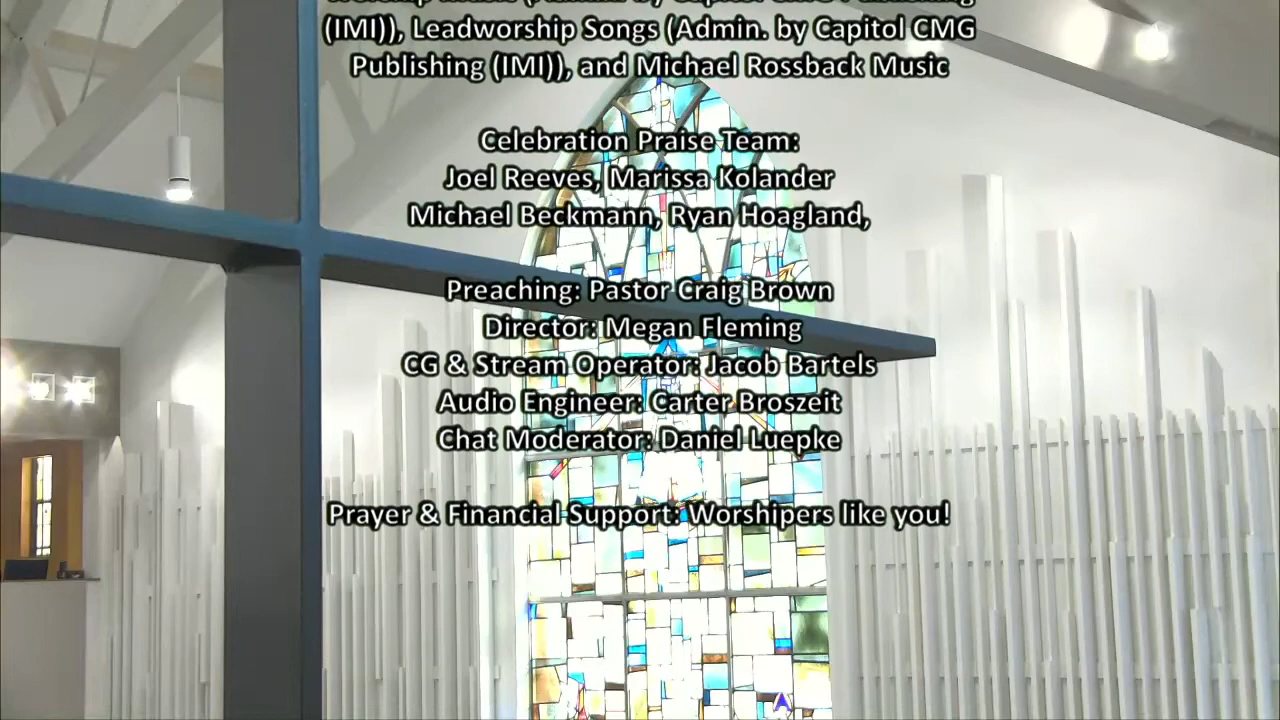 (IMI)), Leadworship Songs (Admin. by Capitol CMG
Publishing (IMI)), and Michael Rossback Music
Celebration Praise Team:
Joel Reeves, Marissa Kolander
Michael Beckmann, Ryan Hoagland,
Preaching: Pastor Craig Brown
Director: Megan Fleming
CG & Stream Operator: Jacob Bartels
Audio Engineer: Carter Broszeit
Chat Moderator: Daniel Luepke
Prayer & Financial Support: Worshipers like you!